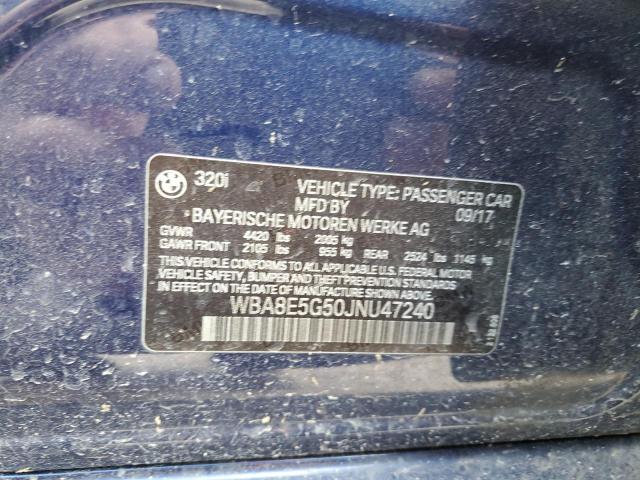 320i
VEHICLE TYPE: PASSENGER CAR
MFD BY 09/17
BAYERISCHE MOTOREN WERKE AG
GVWR 4420 lbs 2005 kg
GAWR FRONT 2105 lbs 955 kg REAR 2524 lbs 1145 kg
THIS VEHICLE CONFORMS TO ALL APPLICABLE U.S. FEDERAL MOTOR
VEHICLE SAFETY, BUMPER AND THEFT PREVENTION STANDARDS
IN EFFECT ON THE DATE OF MANUFACTURE SHOWN ABOVE.
WBA8E5G50JNU47240